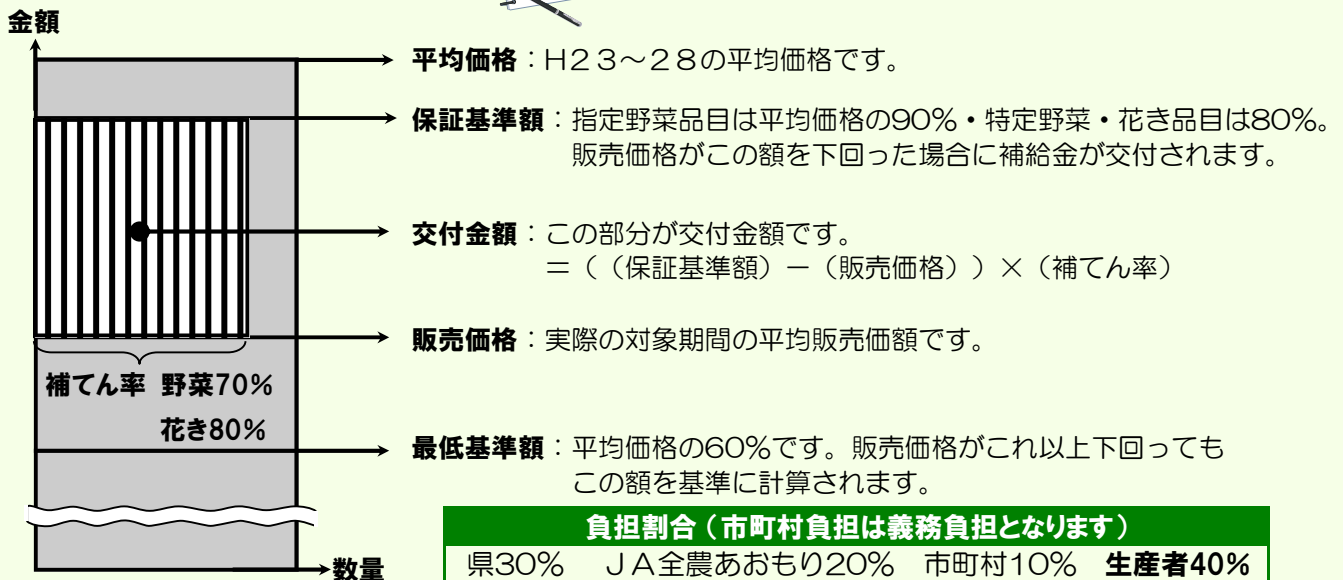 金額
平均価格：H23～28の平均価格です。
保証基準額：指定野菜品目は平均価格の90％・特定野菜・花き品目は80％。
販売価格がこの額を下回った場合に補給金が交付されます。
交付金額：この部分が交付金額です。
＝（（保証基準額）－（販売価格））×（補てん率）
販売価格：実際の対象期間の平均販売価額です。
補てん率 野菜70％
花き80％
最低基準額：平均価格の60％です。販売価格がこれ以上下回っても
この額を基準に計算されます。
負担割合（市町村負担は義務負担となります）
県30％　ＪＡ全農あおもり20％　市町村10％　生産者40％
数量